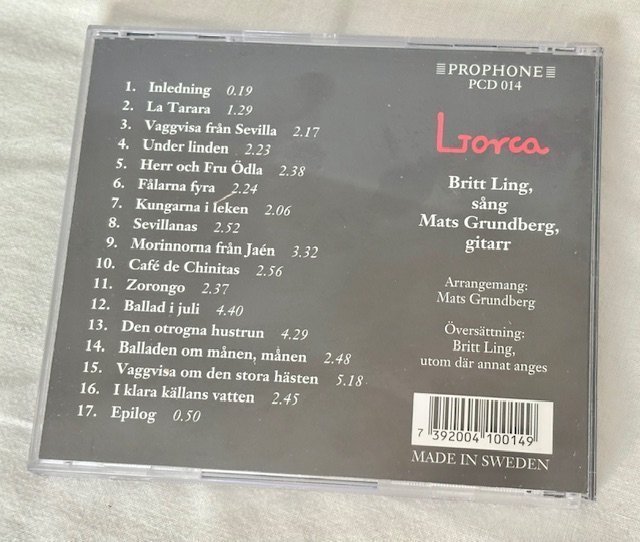 1. Inledning 0.19
2. La Tarara 1.29
3. Vaggvisa från Sevilla 2.17
4. Under linden 2.23
5. Herr och Fru Ödla 2.38
6. Fålarna fyra 2.24
7. Kungarna i leken 2.06
8. Sevillanas 2.52
9. Morinnorna från Jaén 3.32
10. Café de Chinitas 2.56
11. Zorongo 2.37
12. Ballad i juli 4.40
13. Den otrogna hustrun 4.29
14. Balladen om månen, månen 2.48
15. Vaggvisa om den stora hästen 5.18
16. I klara källans vatten 2.45
17. Epilog 0.50
PROPHONE
PCD 014
Lorca
Britt Ling,
sång
Mats Grundberg,
gitarr
Arrangemang:
Mats Grundberg
Översättning:
Britt Ling,
utom där annat anges
7 392004 100149
MADE IN SWEDEN